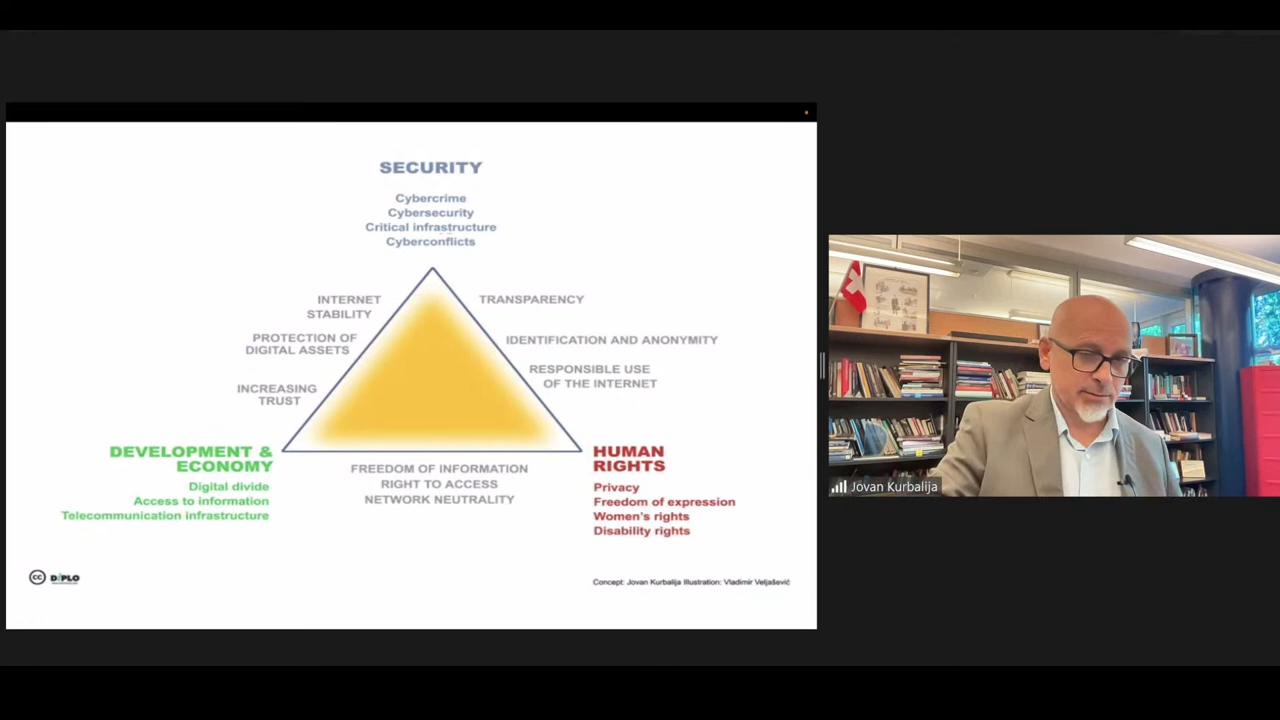 SECURITY
Cybercrime
Cybersecurity
Critical infrastructure
Cyberconflicts
INTERNET
STABILITY
PROTECTION OF
DIGITAL ASSETS
INCREASING
TRUST
TRANSPARENCY
IDENTIFICATION AND ANONYMITY
RESPONSIBLE USE
OF THE INTERNET
DEVELOPMENT &
ECONOMY
Digital divide
Access to information
Telecommunication infrastructure
FREEDOM OF INFORMATION
RIGHT TO ACCESS
NETWORK NEUTRALITY
HUMAN
RIGHTS
Privacy
Freedom of expression
Women's rights
Disability rights
cc DiPLO
Concept: Jovan Kurbalija Illustration: Vladimir Veljašević
Jovan Kurbalija